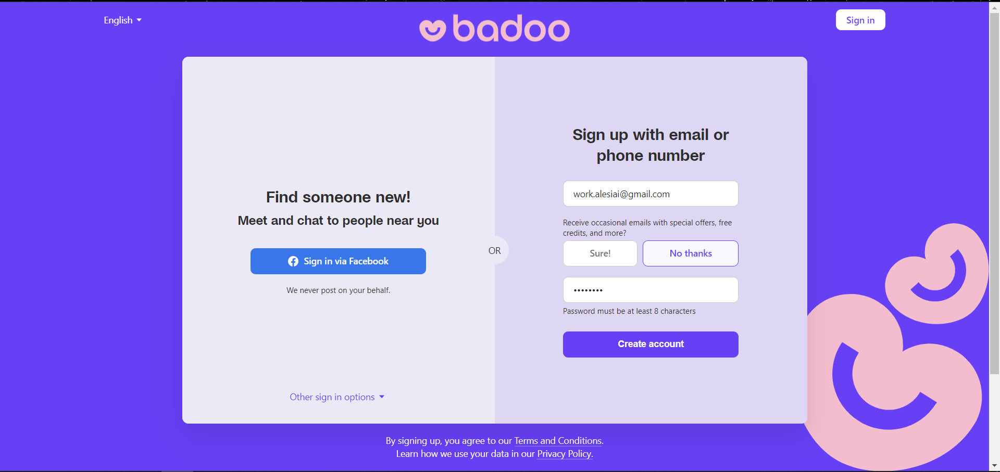 English
badoo
Sign in
Find someone new!
Meet and chat to people near you
Sign in via Facebook
We never post on your behalf.
Other sign in options
OR
Sign up with email or
phone number
work.alesiai@gmail.com
Receive occasional emails with special offers, free
credits, and more?
Sure!
No thanks
••••••••
Password must be at least 8 characters
Create account
By signing up, you agree to our Terms and Conditions.
Learn how we use your data in our Privacy Policy.